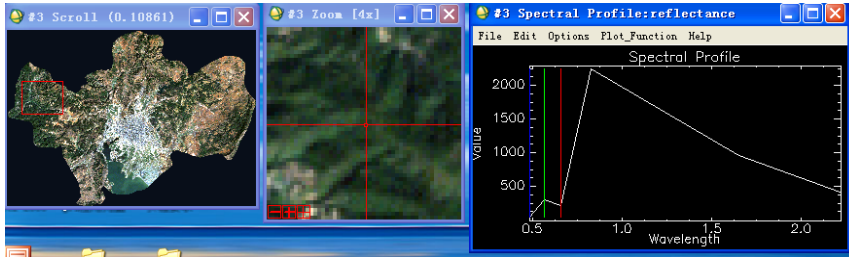 #3 Scroll (0.10861)
#3 Zoom [4x]
#3 Spectral Profile:reflectance
File Edit Options Plot_Function Help
Spectral Profile
2000
1500
1000
500
Value
0.5 1.0 1.5 2.0
Wavelength